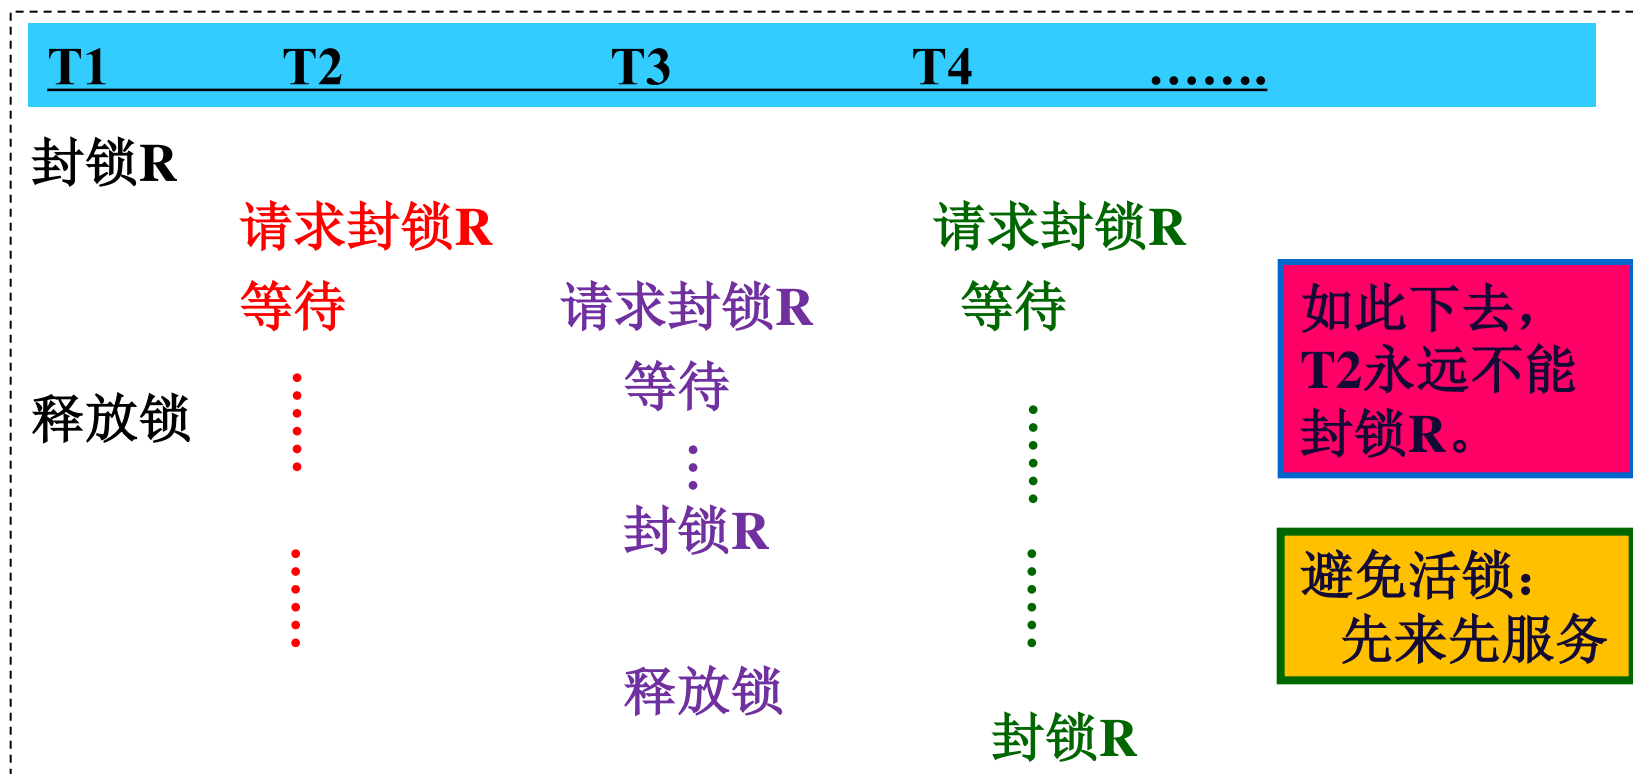 T1 T2 T3 T4 …….
封锁R
请求封锁R 请求封锁R
等待 请求封锁R 等待
等待
释放锁
封锁R
释放锁
封锁R
如此下去，
T2永远不能
封锁R。
避免活锁：
先来先服务